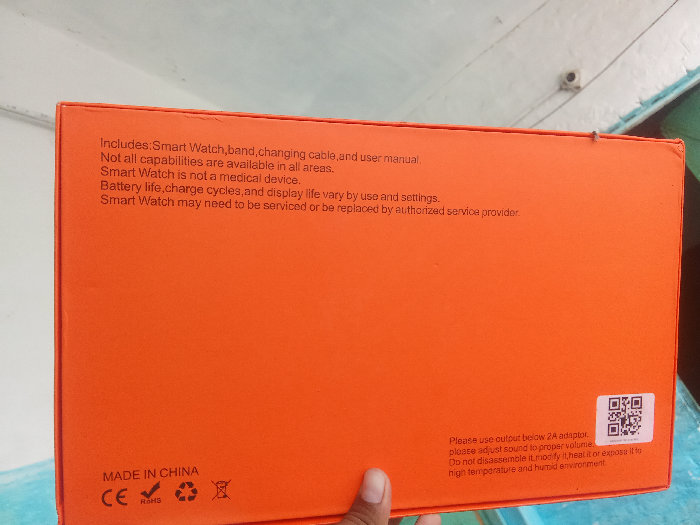 Includes:Smart Watch,band,changing cable,and user manual.
Not all capabilities are available in all areas.
Smart Watch is not a medical device.
Battery life,charge cycles,and display life vary by use and settings.
Smart Watch may need to be serviced or be replaced by authorized service provider.
Please use output below 2A adaptor.
please adjust sound to proper volume.
Do not disassemble it,modify it,heat it or expose it to
high temperature and humid environment.
MADE IN CHINA
CE RoHS